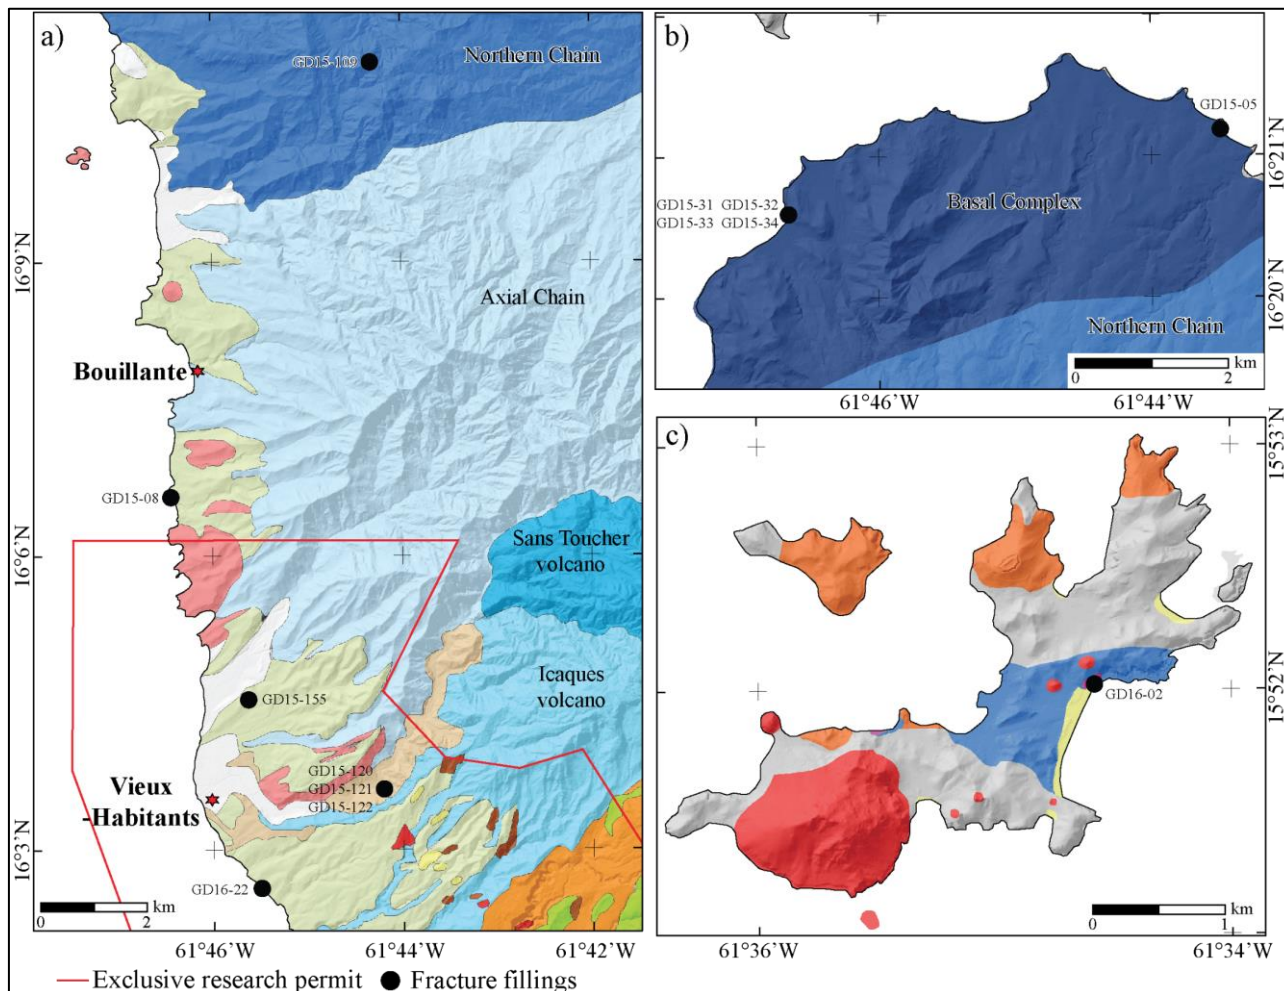 a)
GD15-109
Northern Chain
16°9'N
Axial Chain
Bouillante
GD15-08
Sans Toucher
volcano
16°6'N
Icaques
volcano
GD15-155
GD15-120
GD15-121
GD15-122
Vieux
-Habitants
16°3'N
GD16-22
km
0 2
61°46'W 61°44'W 61°42'W
Exclusive research permit
Fracture fillings
b)
GD15-05
16°21'N
GD15-31 GD15-32
GD15-33 GD15-34
Basal Complex
16°20'N
Northern Chain
km
0 2
61°46'W 61°44'W
c)
15°53'N
15°52'N
GD16-02
km
0 1
61°36'W 61°34'W